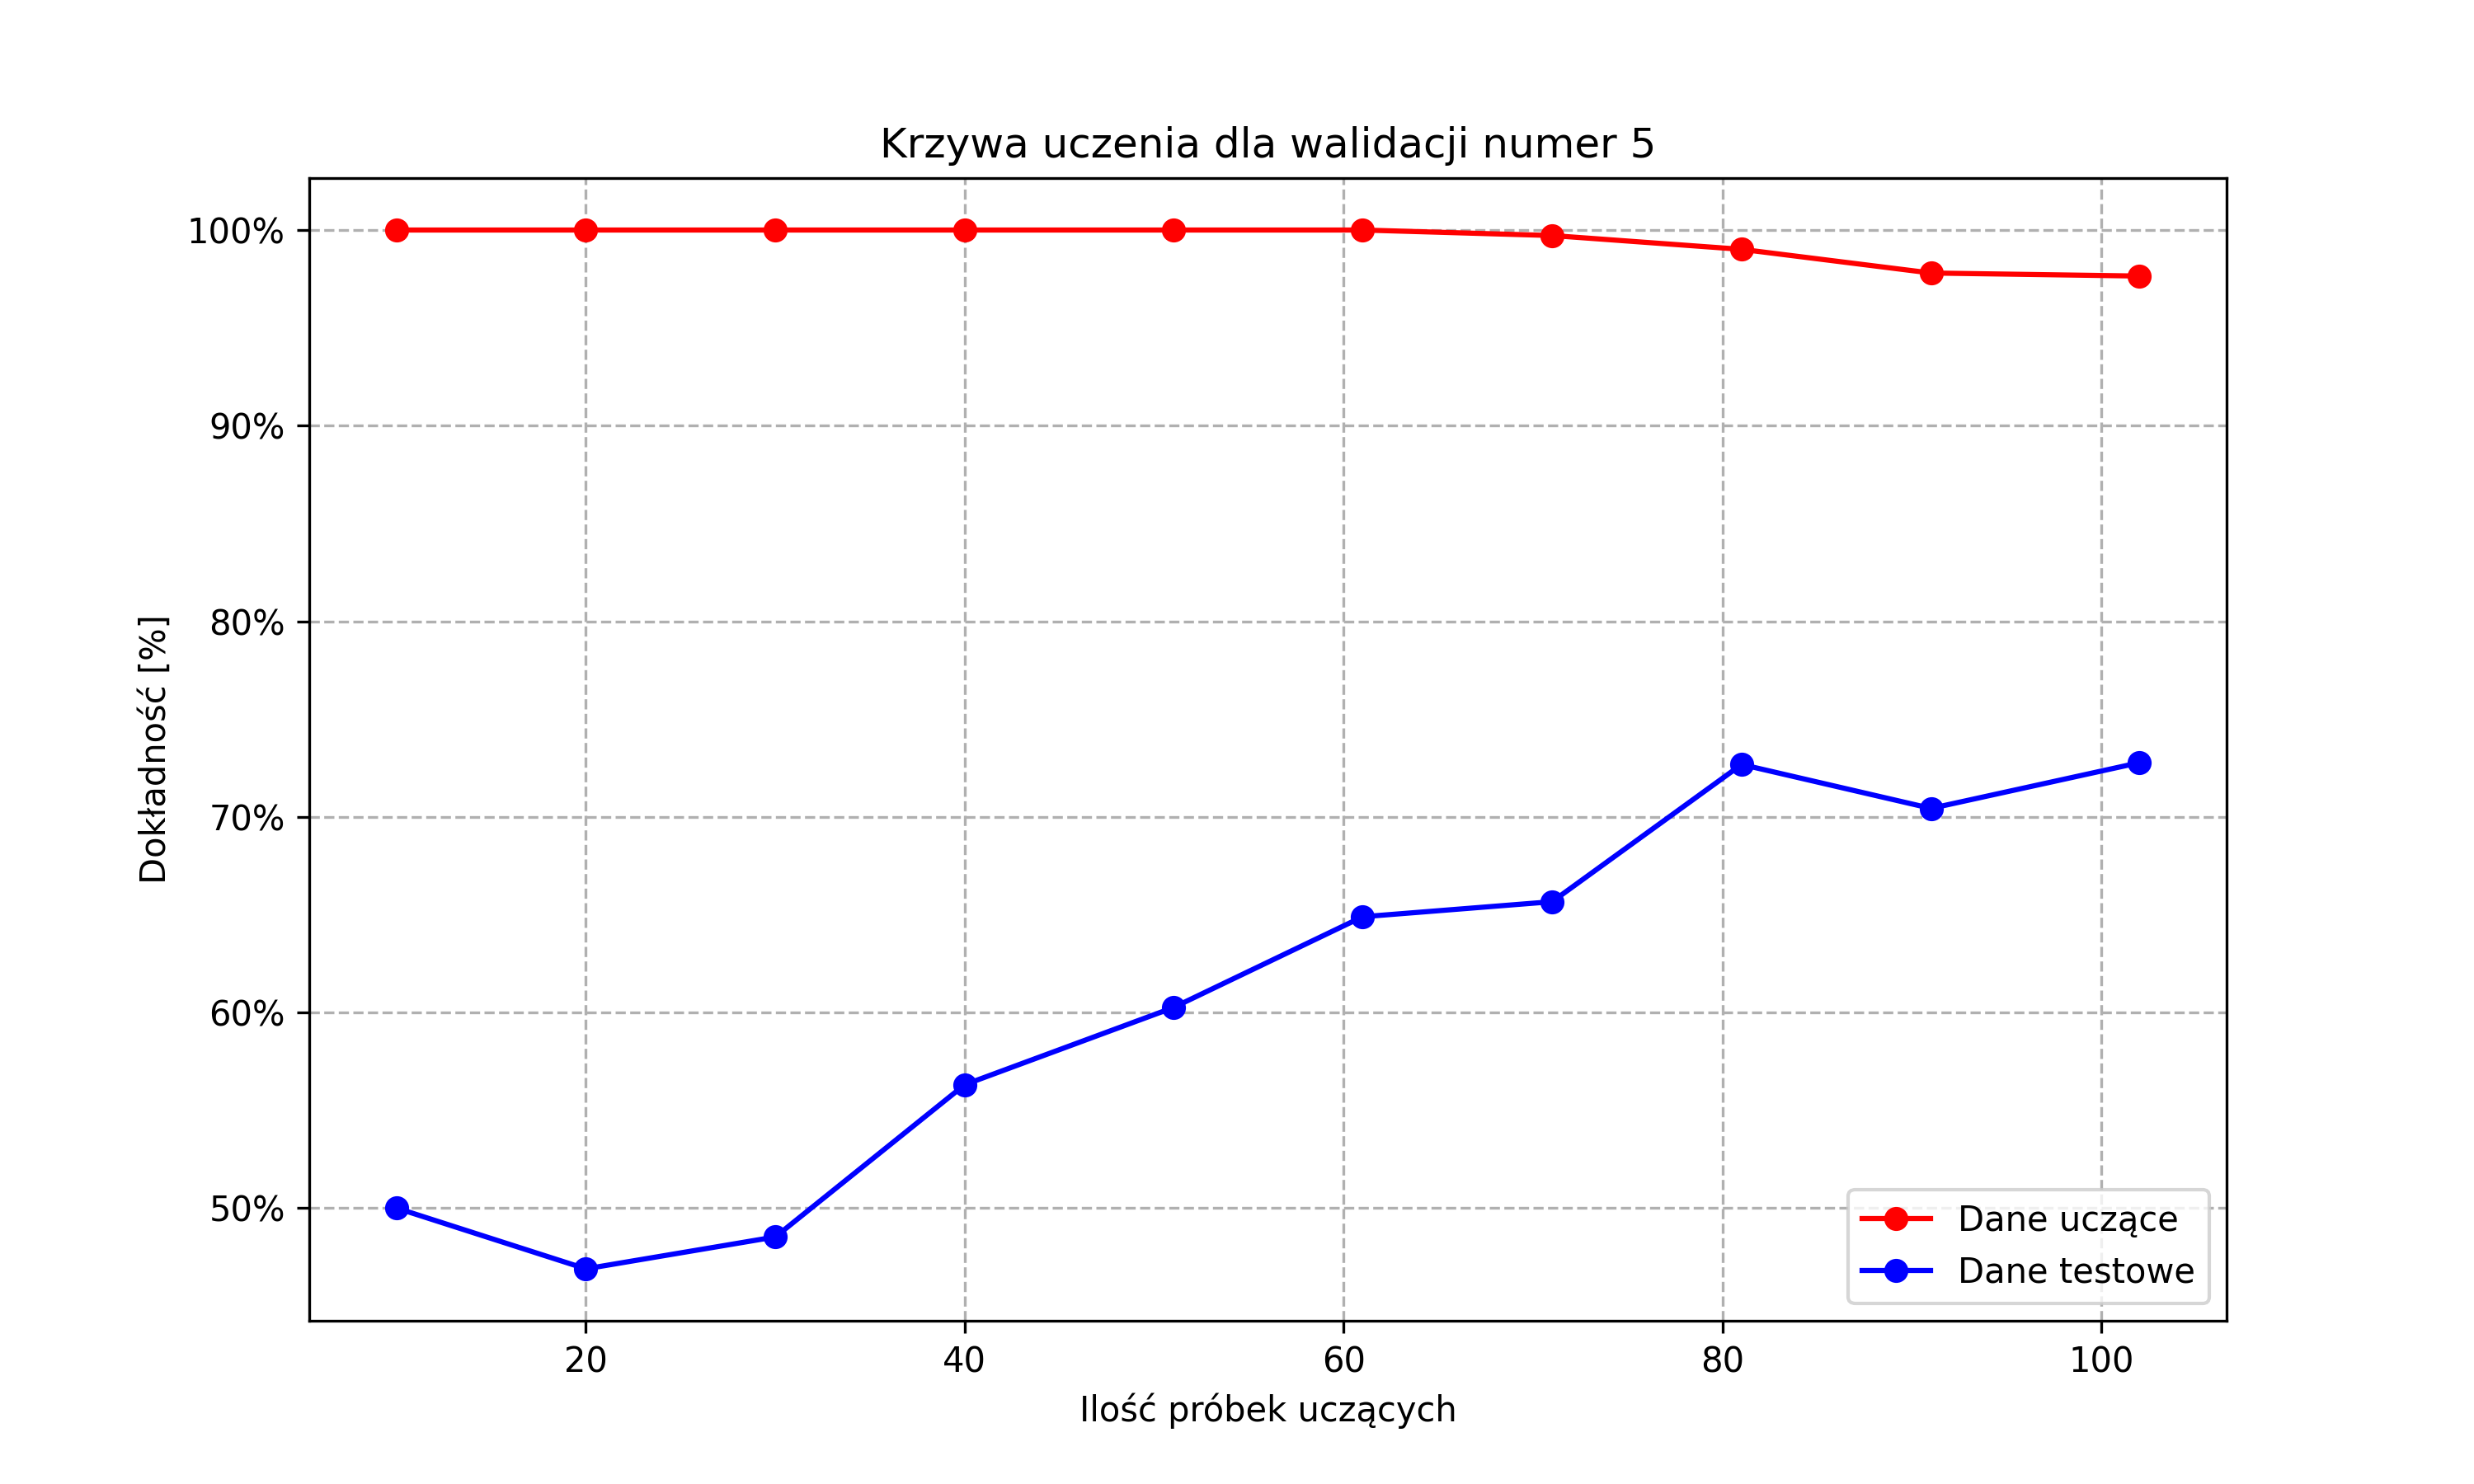 Krzywa uczenia dla walidacji numer 5
Dokładność [%]
100%
90%
80%
70%
60%
50%
20 40 60 80 100
Ilość próbek uczących
Dane uczące
Dane testowe